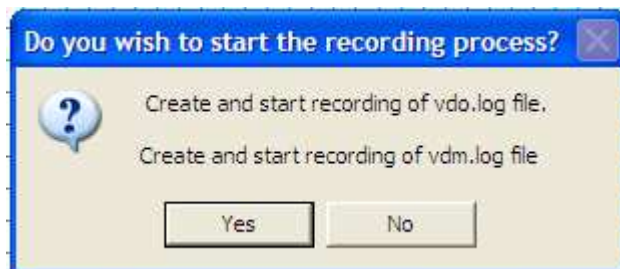 Do you wish to start the recording process?
Create and start recording of vdo.log file.
Create and start recording of vdm.log file
Yes No